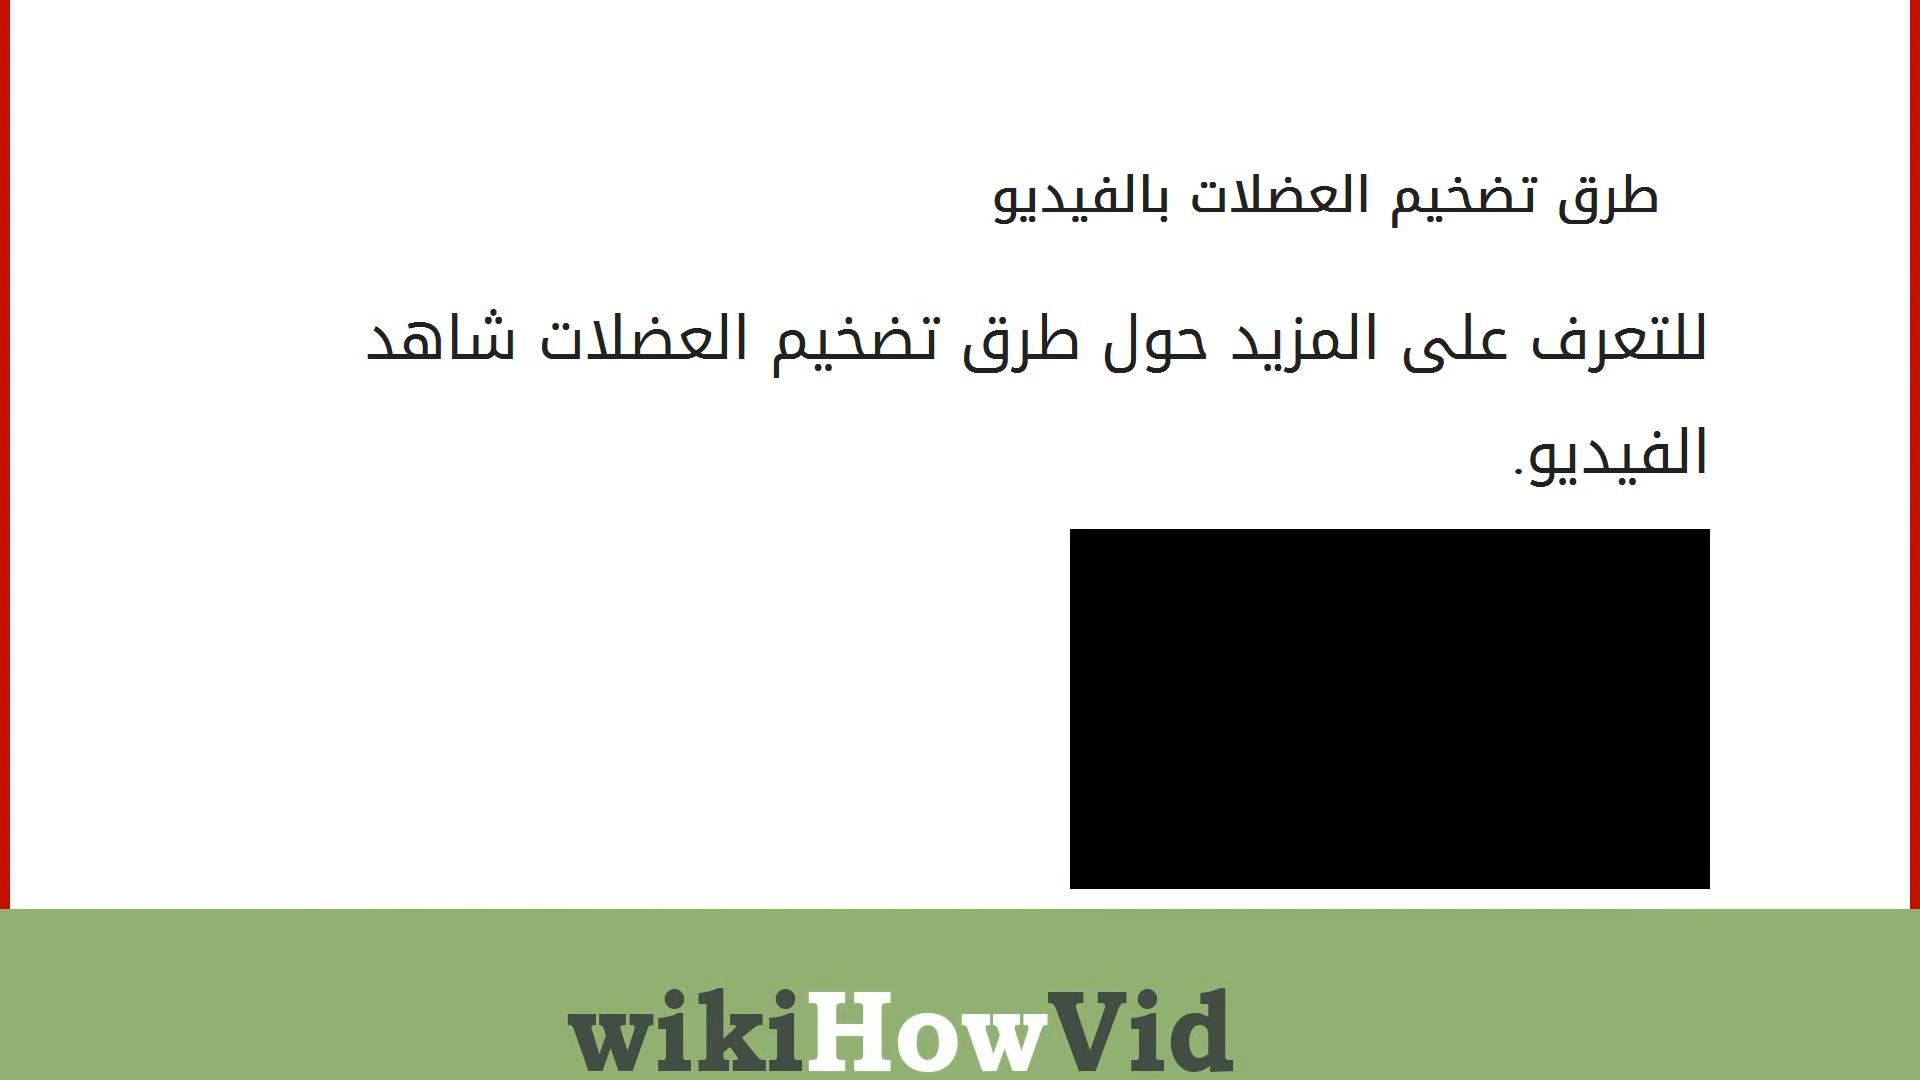 طرق تضخيم العضلات بالفيديو
للتعرف على المزيد حول طرق تضخيم العضلات شاهد
الفيديو.
wikiHowVid